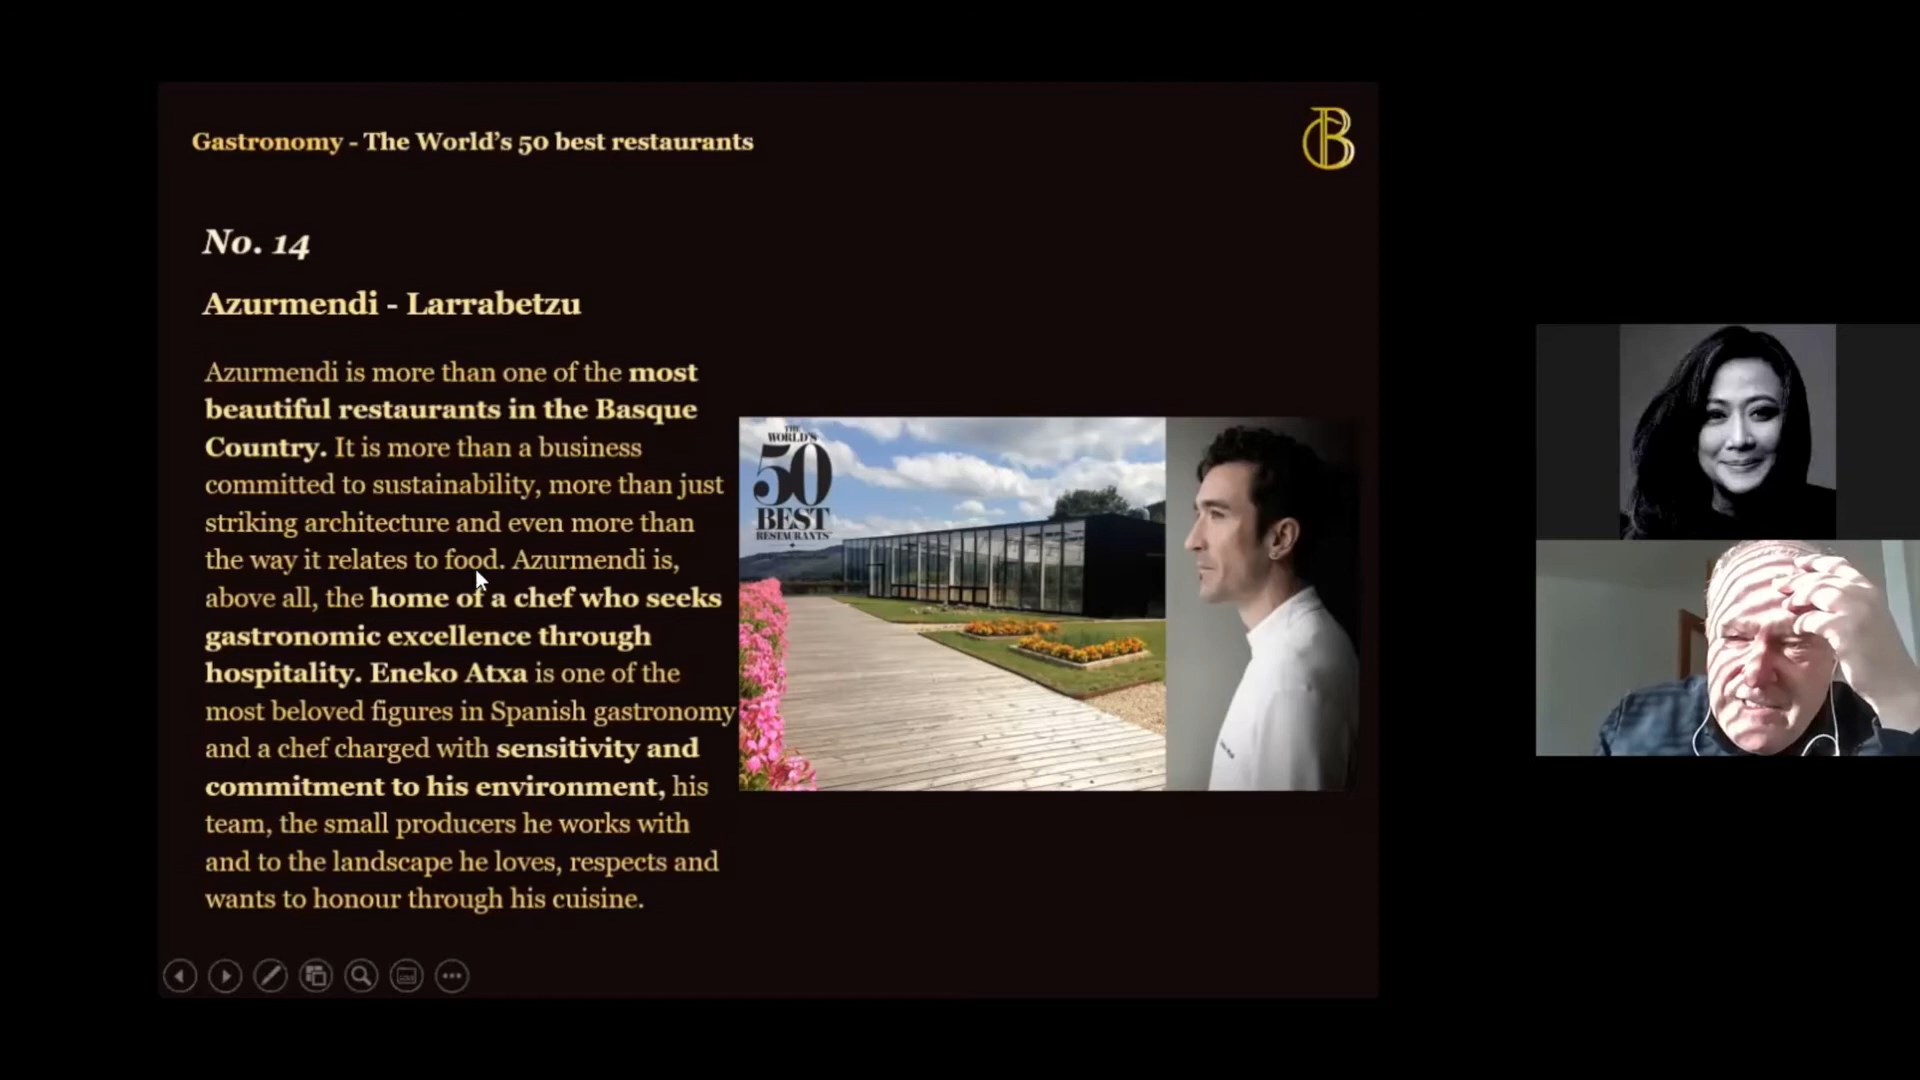 Gastronomy - The World’s 50 best restaurants
No. 14
Azurmendi - Larrabetzu
Azurmendi is more than one of the most
beautiful restaurants in the Basque
Country. It is more than a business
committed to sustainability, more than just
striking architecture and even more than
the way it relates to food. Azurmendi is,
above all, the home of a chef who seeks
gastronomic excellence through
hospitality. Eneko Atxa is one of the
most beloved figures in Spanish gastronomy
and a chef charged with sensitivity and
commitment to his environment, his
team, the small producers he works with
and to the landscape he loves, respects and
wants to honour through his cuisine.
THE
WORLD'S
50
BEST
RESTAURANTS